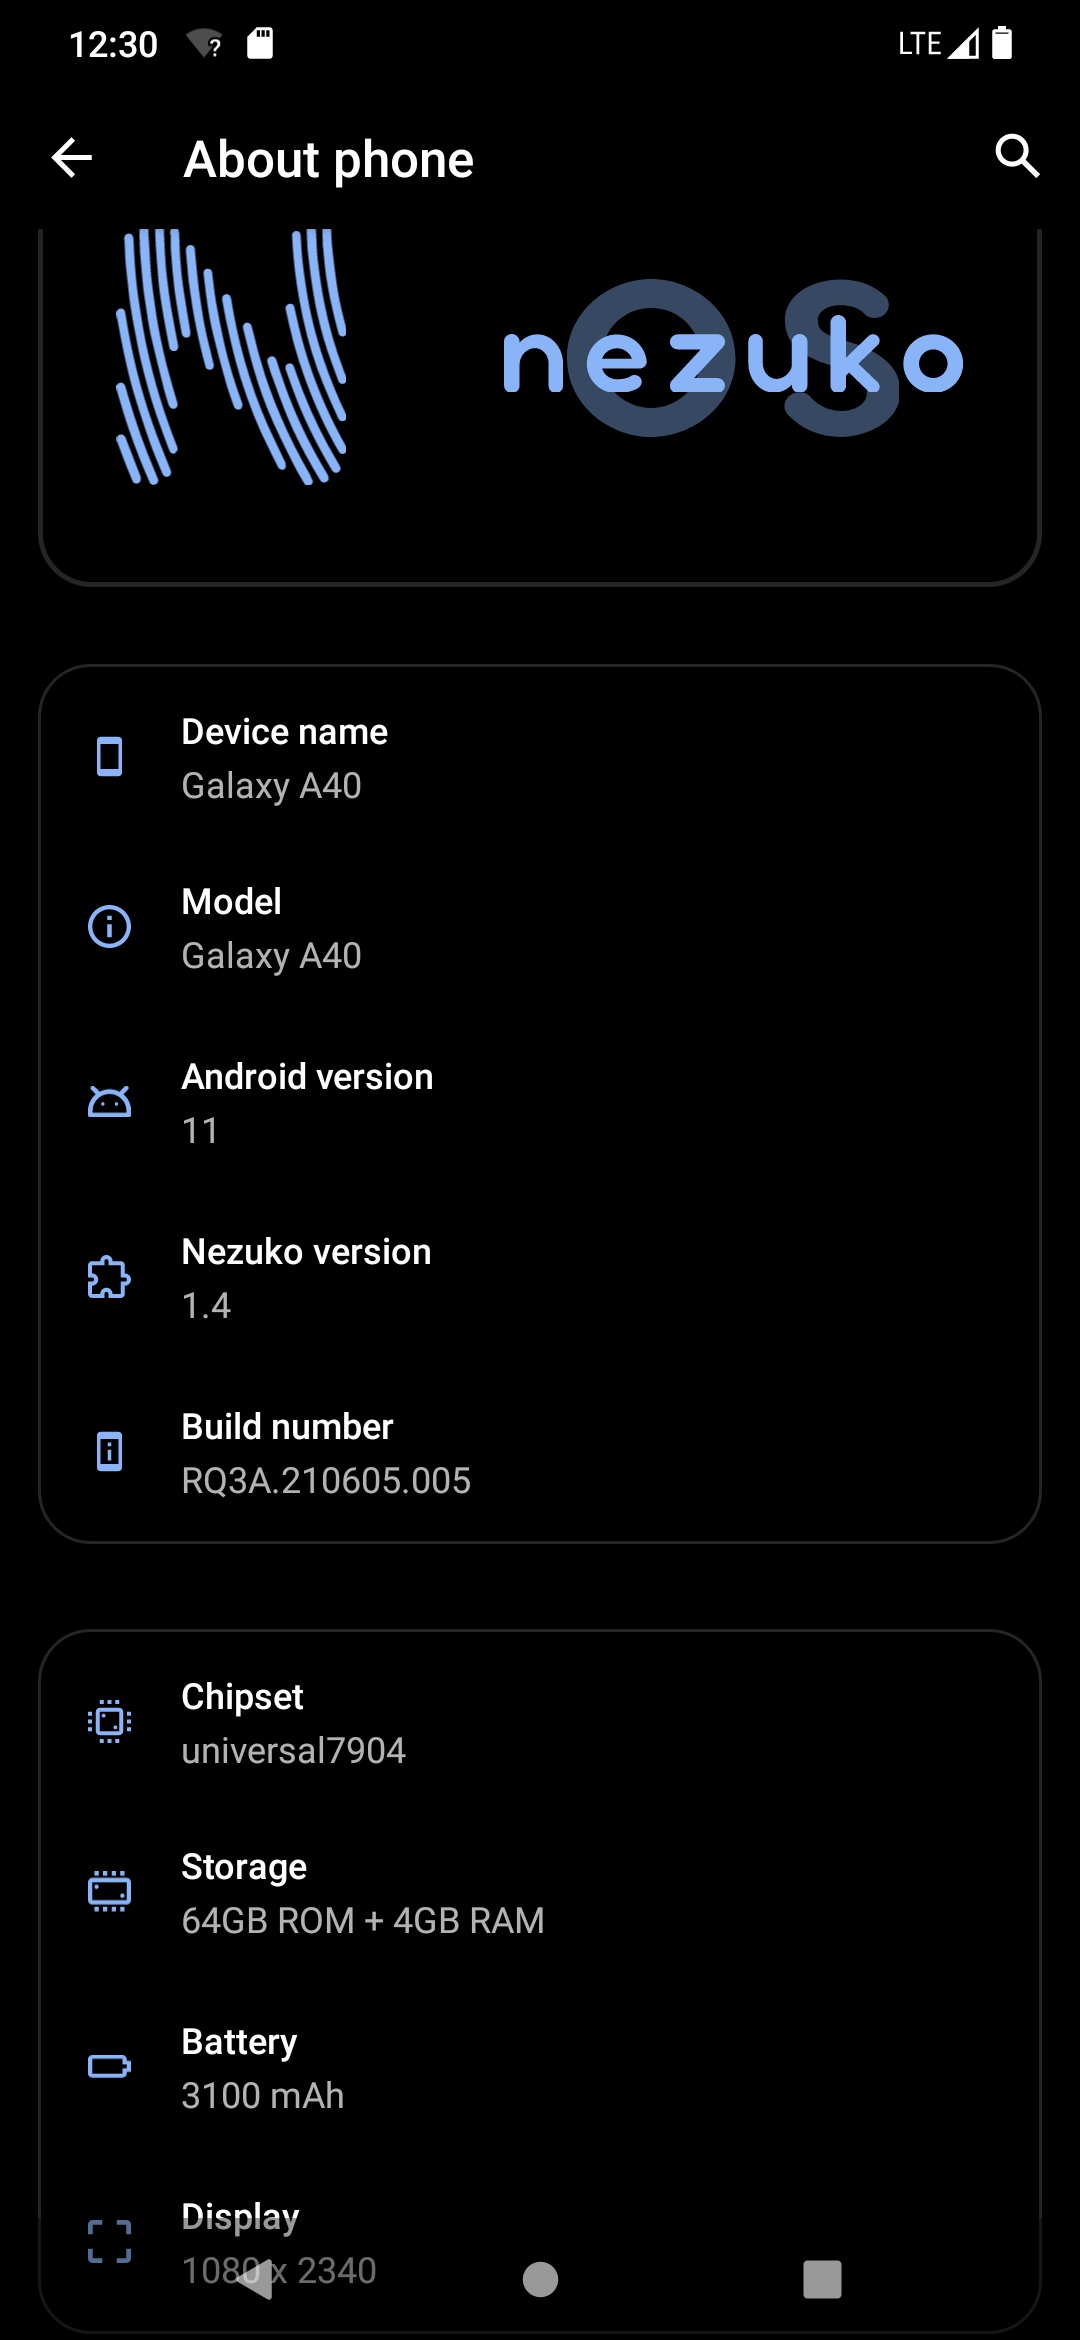 12:30
LTE
About phone
nezuko
OS
Device name
Galaxy A40
Model
Galaxy A40
Android version
11
Nezuko version
1.4
Build number
RQ3A.210605.005
Chipset
universal7904
Storage
64GB ROM + 4GB RAM
Battery
3100 mAh
Display
1080 x 2340